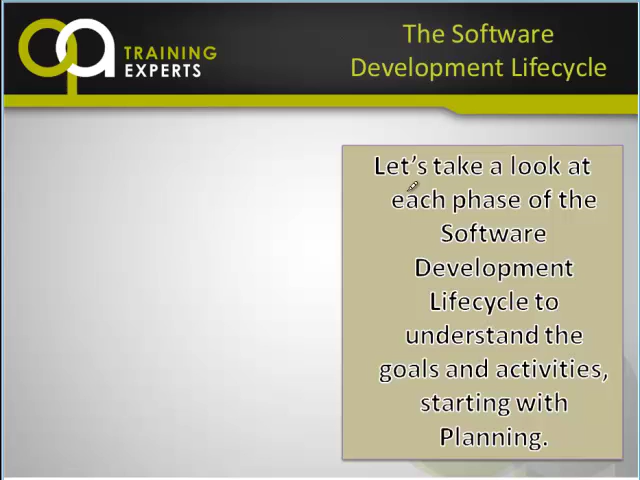 QA TRAINING
EXPERTS
The Software
Development Lifecycle
Let's take a look at
each phase of the
Software
Development
Lifecycle to
understand the
goals and activities,
starting with
Planning.